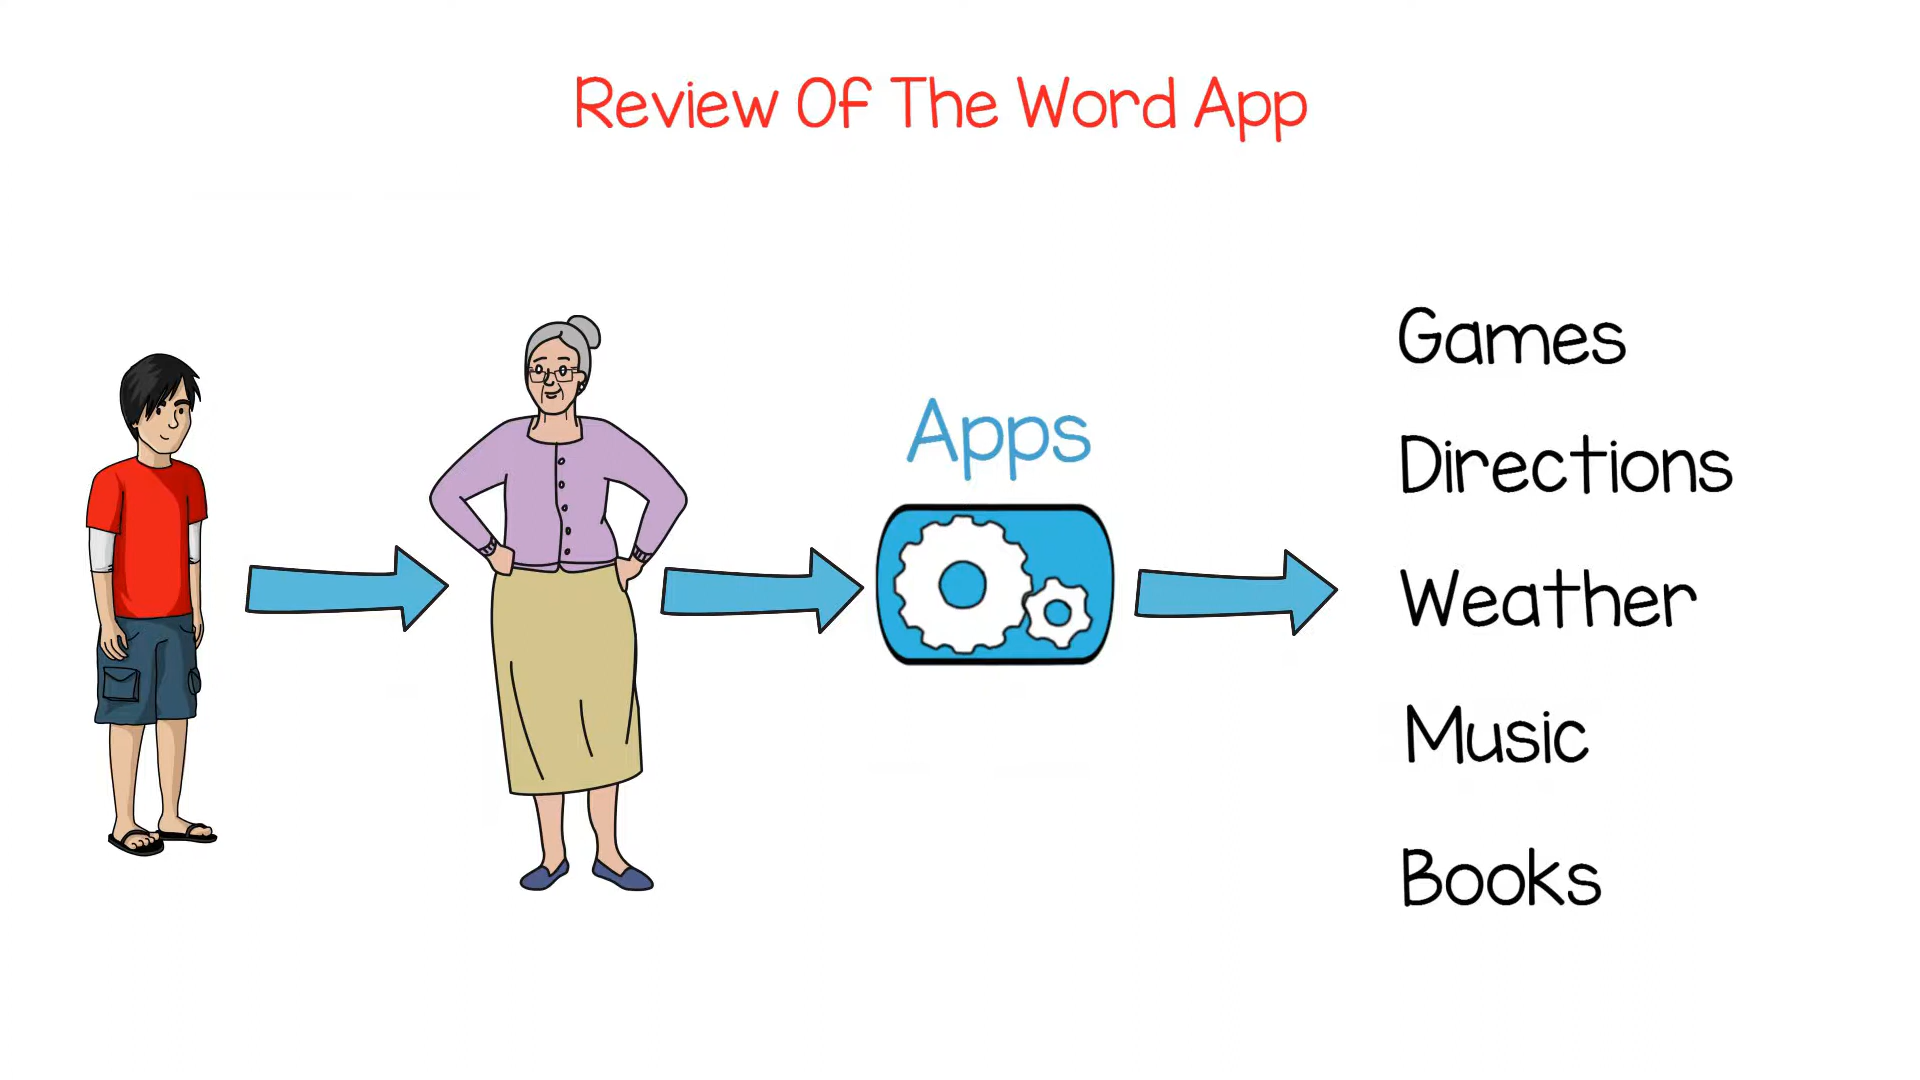 Review Of The Word App
Apps
Games
Directions
Weather
Music
Books